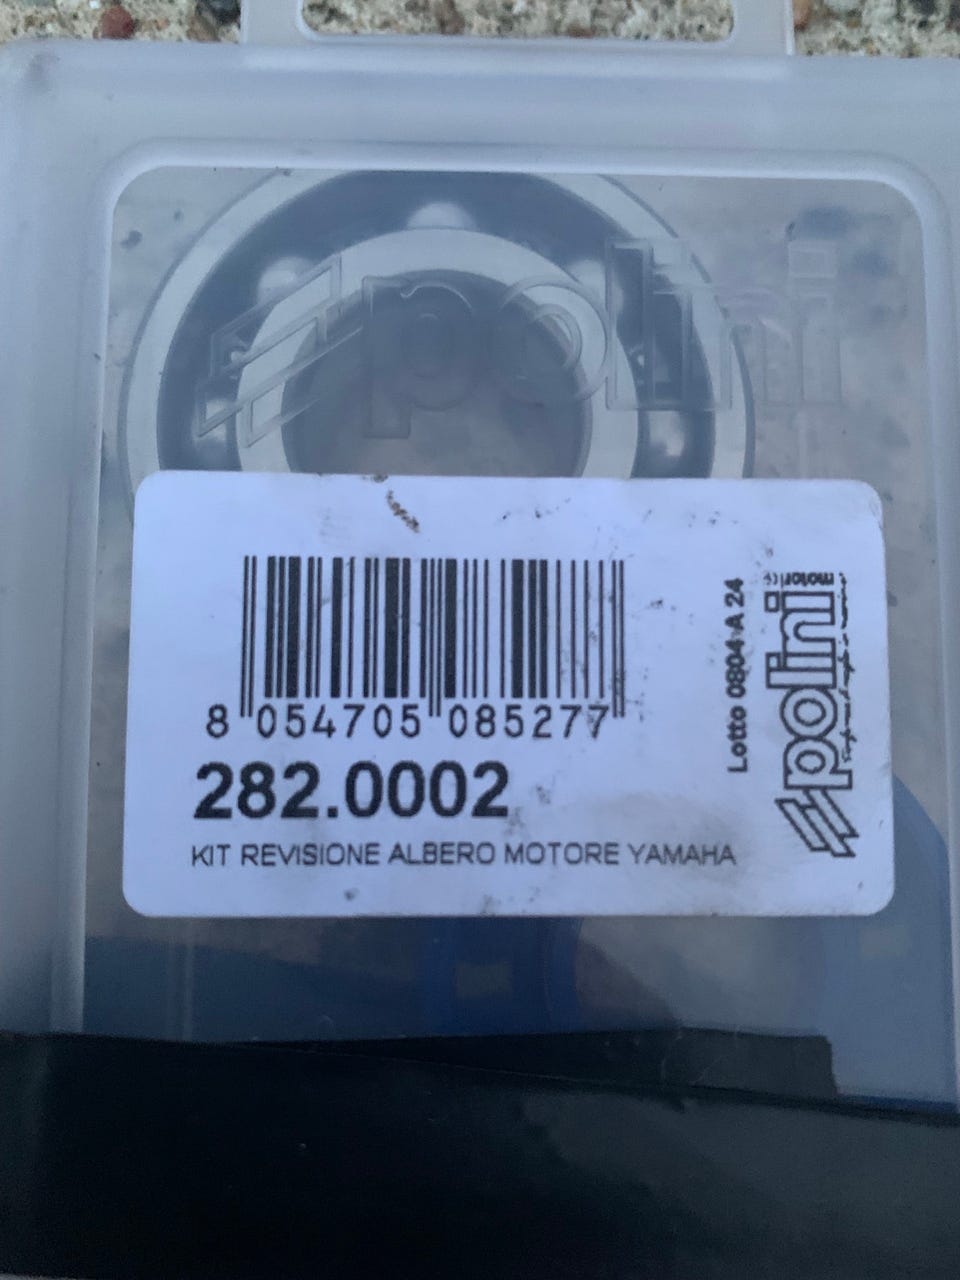 polini
8 054705 085277
282.0002
KIT REVISIONE ALBERO MOTORE YAMAHA
Lotto 0804 A 24
polini
motori